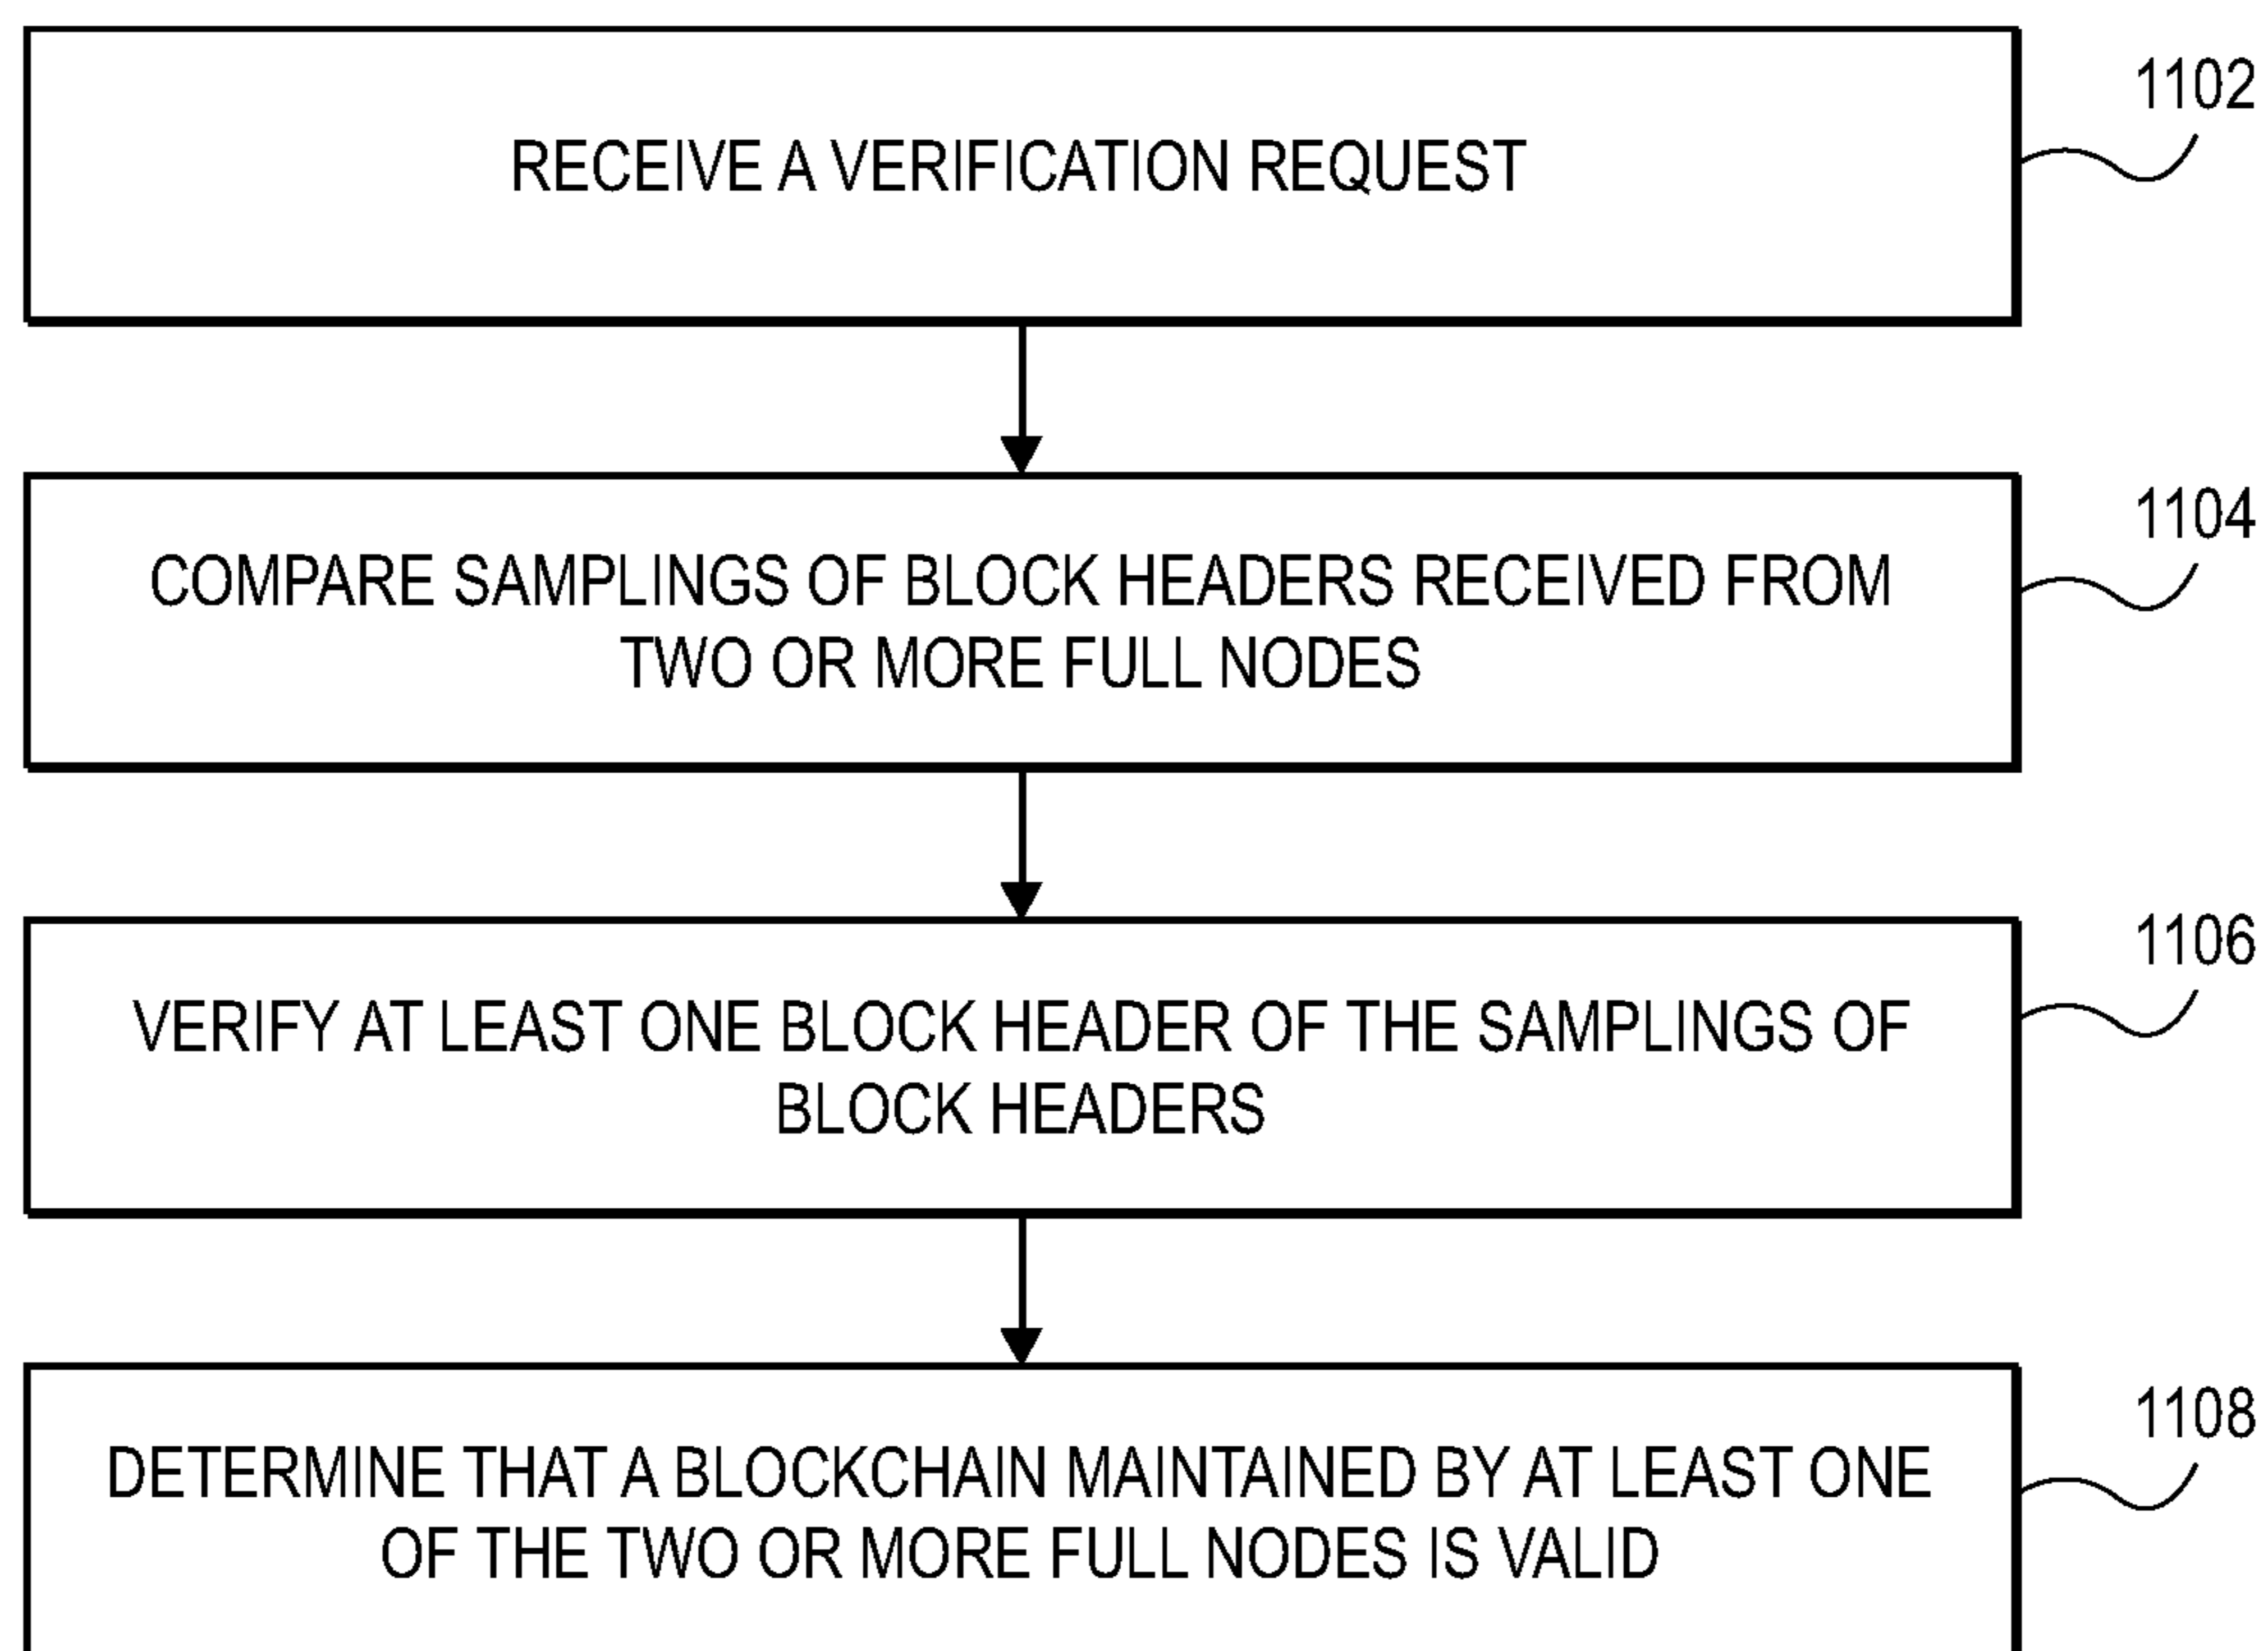 RECEIVE A VERIFICATION REQUEST
1102
COMPARE SAMPLINGS OF BLOCK HEADERS RECEIVED FROM
TWO OR MORE FULL NODES
1104
VERIFY AT LEAST ONE BLOCK HEADER OF THE SAMPLINGS OF
BLOCK HEADERS
1106
DETERMINE THAT A BLOCKCHAIN MAINTAINED BY AT LEAST ONE
OF THE TWO OR MORE FULL NODES IS VALID
1108